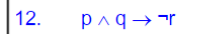 12. p ∧ q → ¬r